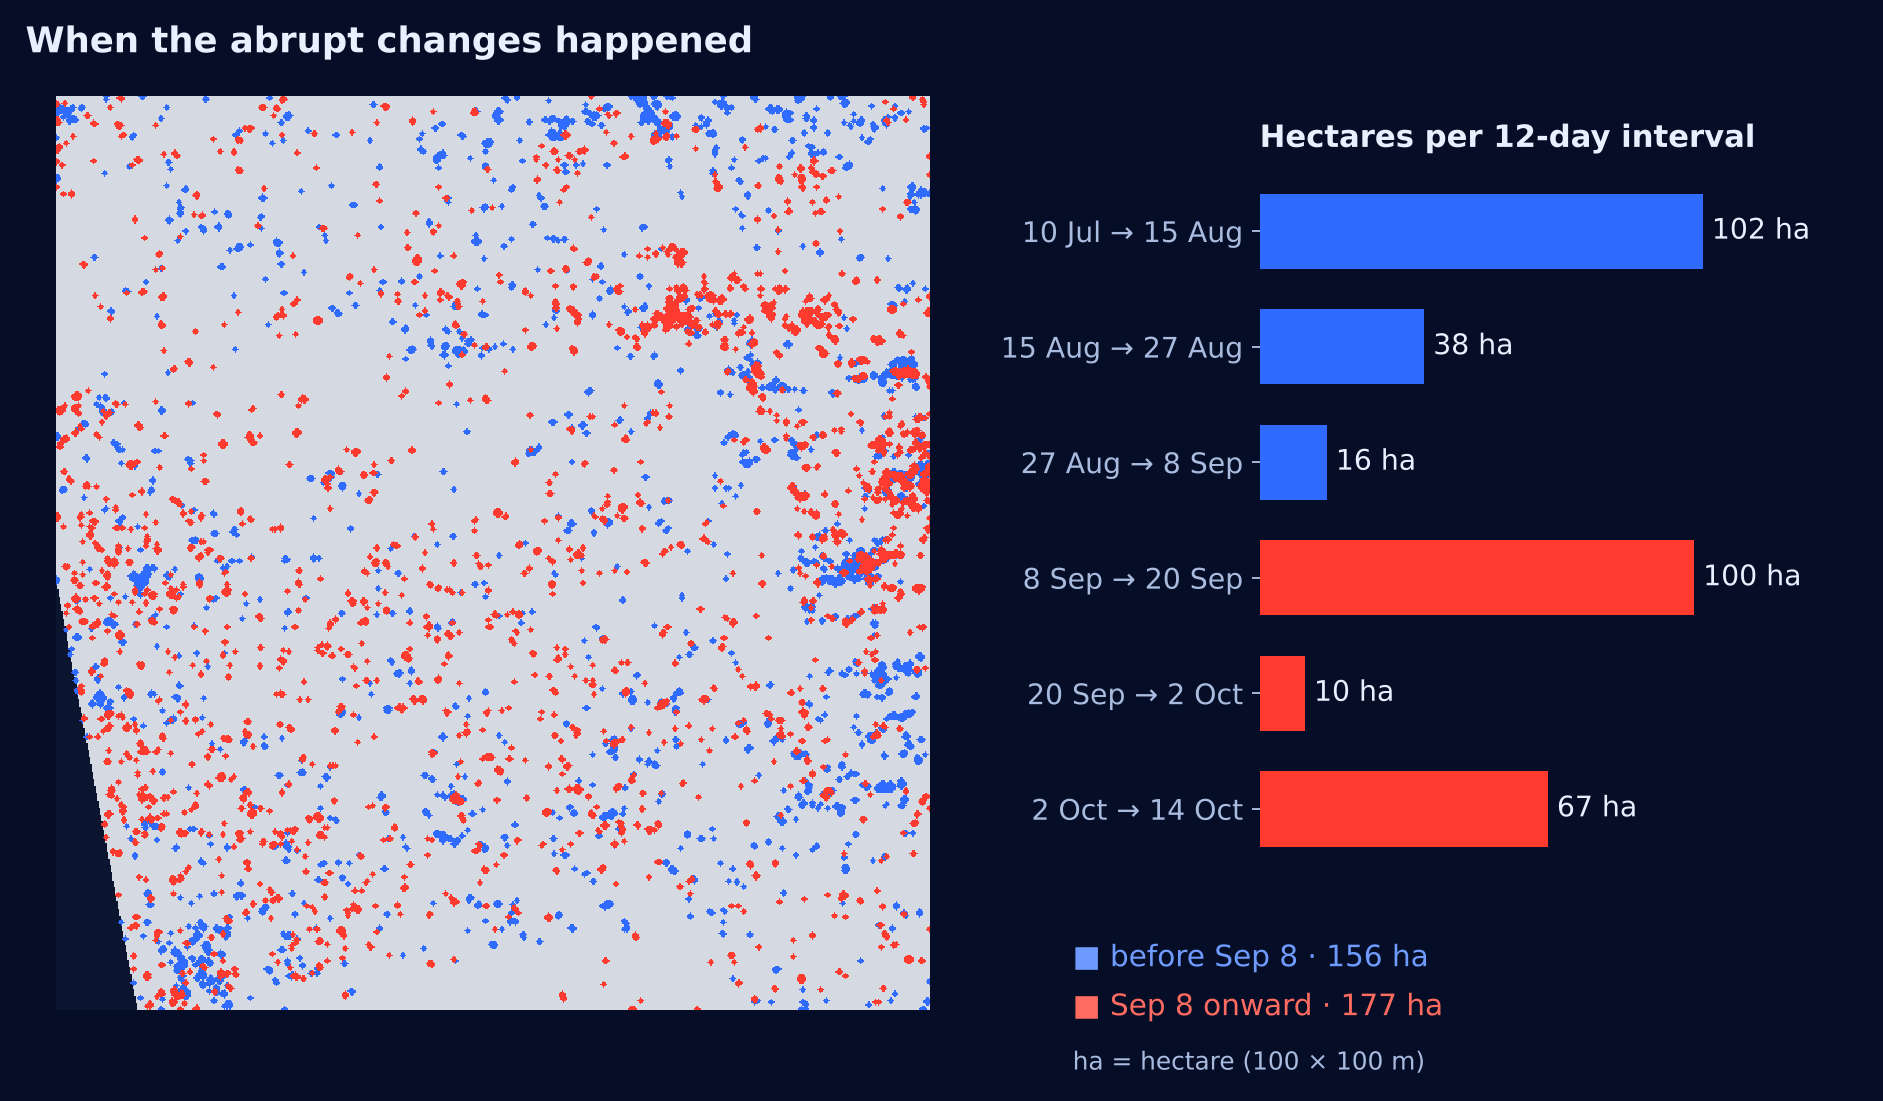 When the abrupt changes happened
Hectares per 12-day interval
10 Jul → 15 Aug
102 ha
15 Aug → 27 Aug
38 ha
27 Aug → 8 Sep
16 ha
8 Sep → 20 Sep
100 ha
20 Sep → 2 Oct
10 ha
2 Oct → 14 Oct
67 ha
before Sep 8 · 156 ha
Sep 8 onward · 177 ha
ha = hectare (100 × 100 m)